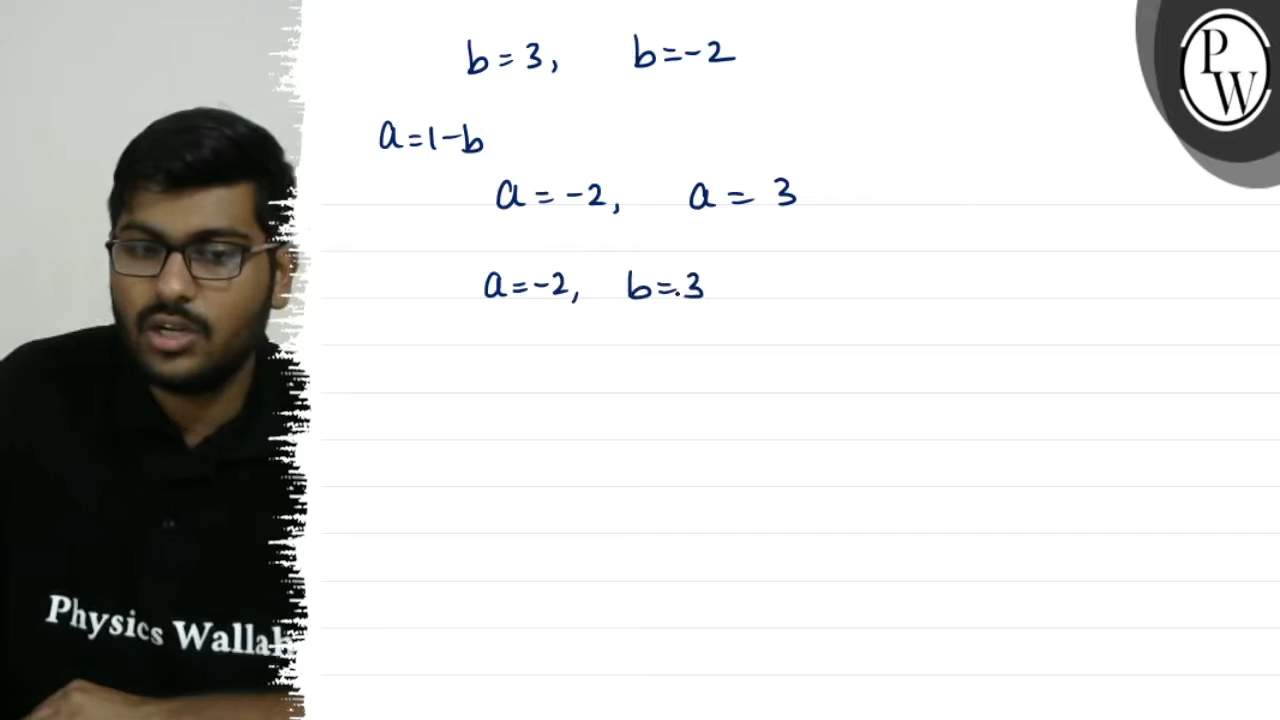 b = 3, b = -2
a = 1 - b
a = -2, a = 3
a = -2, b = 3
PW
Physics Wallah